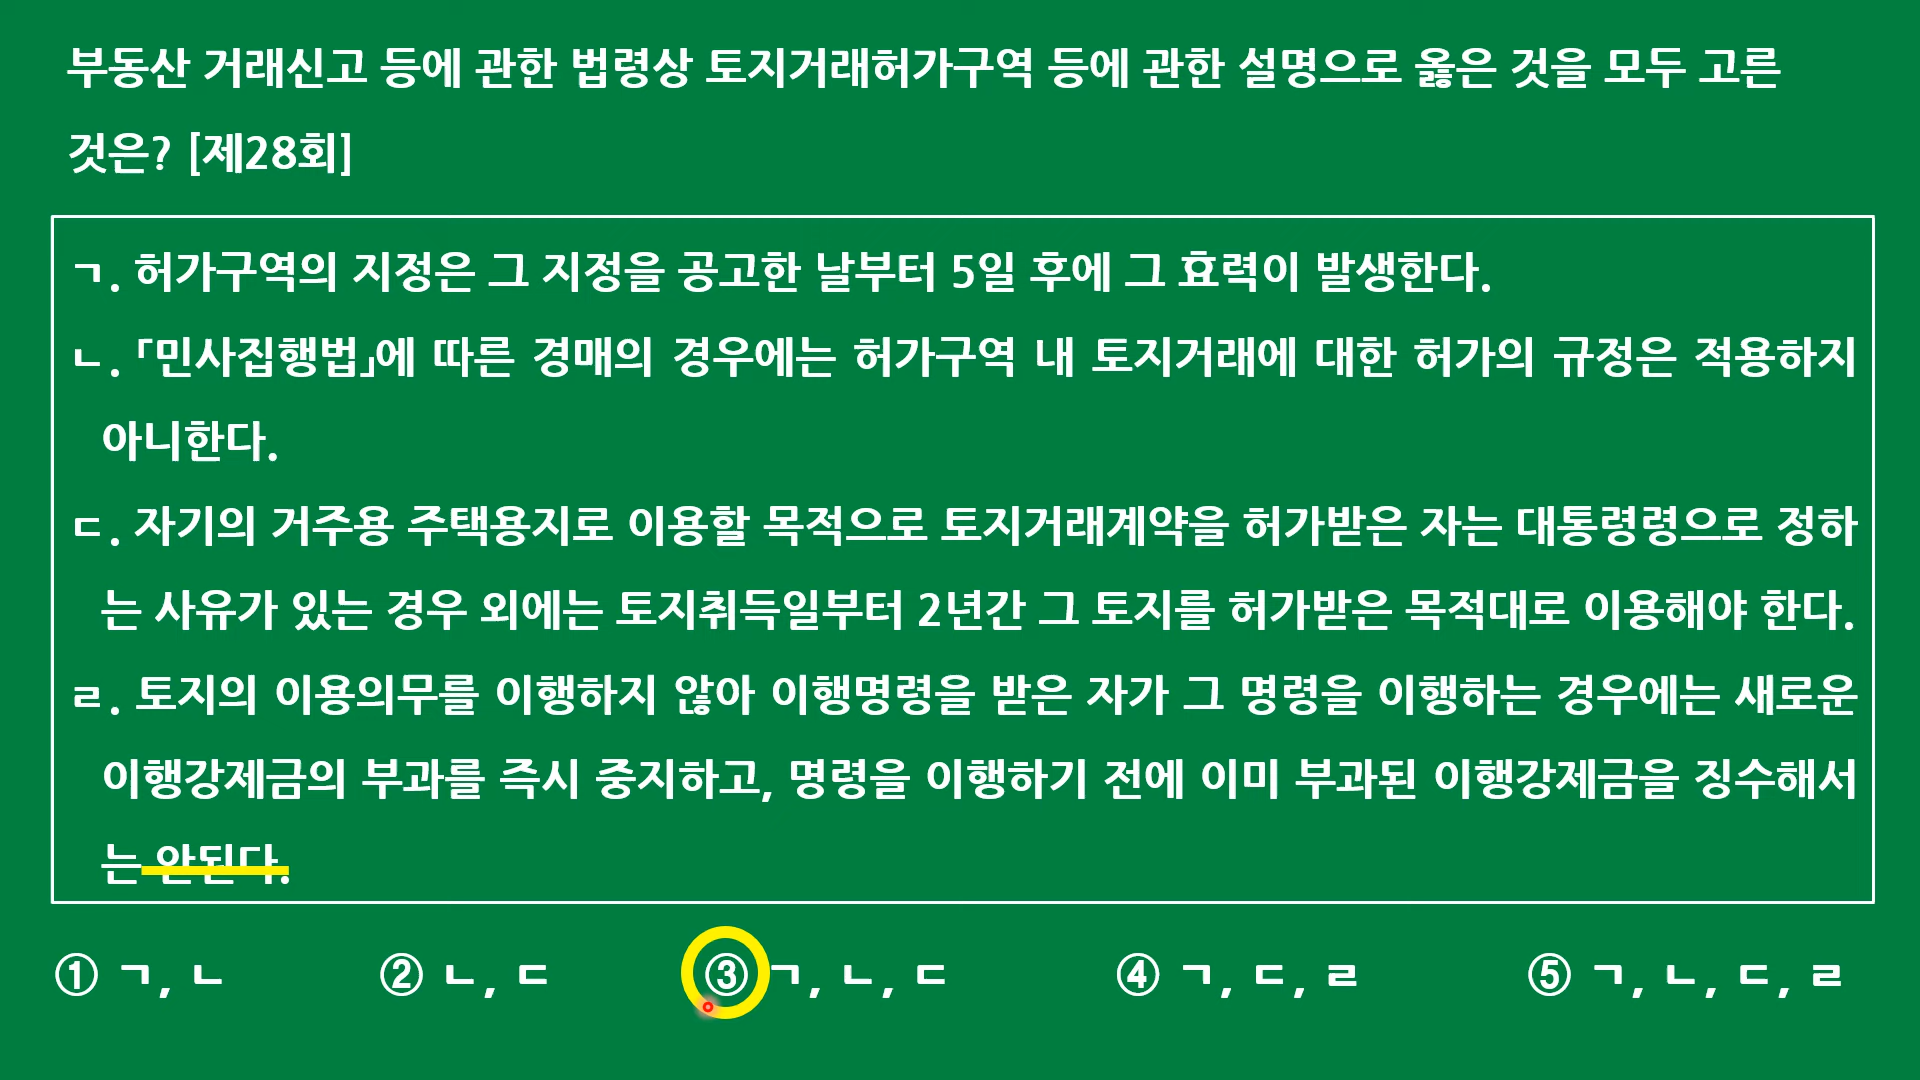 부동산 거래신고 등에 관한 법령상 토지거래허가구역 등에 관한 설명으로 옳은 것을 모두 고른
것은? [제28회]
ㄱ. 허가구역의 지정은 그 지정을 공고한 날부터 5일 후에 그 효력이 발생한다.
ㄴ. 「민사집행법」에 따른 경매의 경우에는 허가구역 내 토지거래에 대한 허가의 규정은 적용하지
아니한다.
ㄷ. 자기의 거주용 주택용지로 이용할 목적으로 토지거래계약을 허가받은 자는 대통령령으로 정하
는 사유가 있는 경우 외에는 토지취득일부터 2년간 그 토지를 허가받은 목적대로 이용해야 한다.
ㄹ. 토지의 이용의무를 이행하지 않아 이행명령을 받은 자가 그 명령을 이행하는 경우에는 새로운
이행강제금의 부과를 즉시 중지하고, 명령을 이행하기 전에 이미 부과된 이행강제금을 징수해서
는 안된다.
① ㄱ, ㄴ ② ㄴ, ㄷ ③ ㄱ, ㄴ, ㄷ ④ ㄱ, ㄷ, ㄹ ⑤ ㄱ, ㄴ, ㄷ, ㄹ